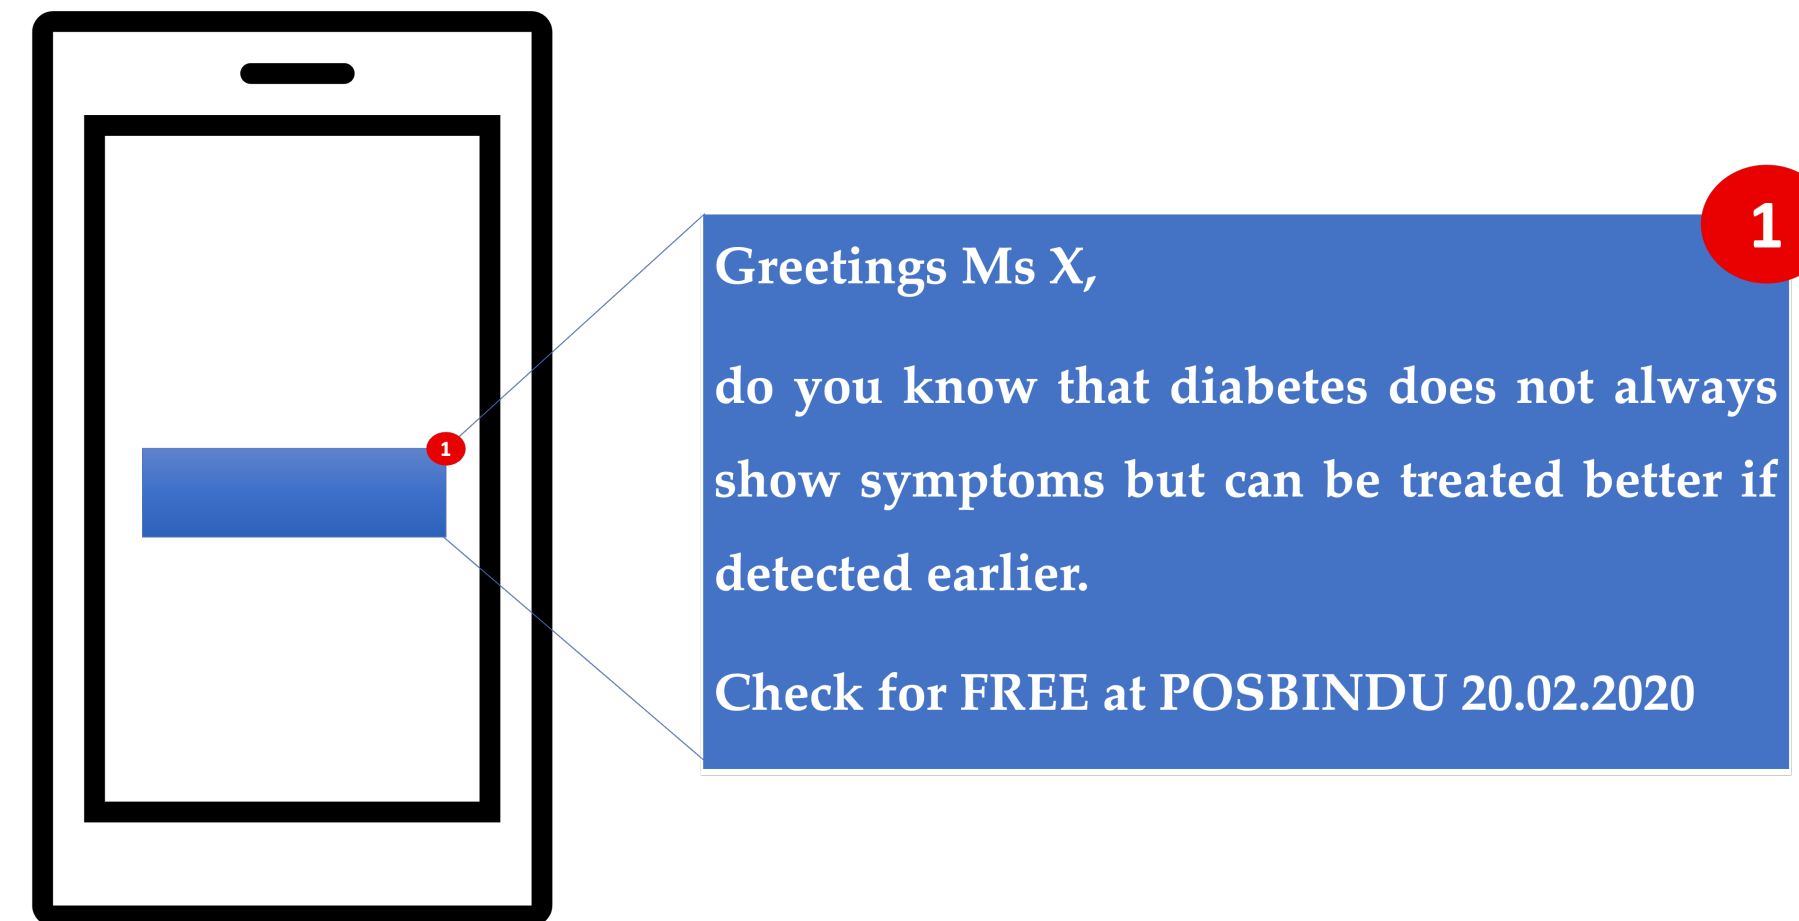 1
Greetings Ms X,
do you know that diabetes does not always
show symptoms but can be treated better if
detected earlier.
Check for FREE at POSBINDU 20.02.2020
1